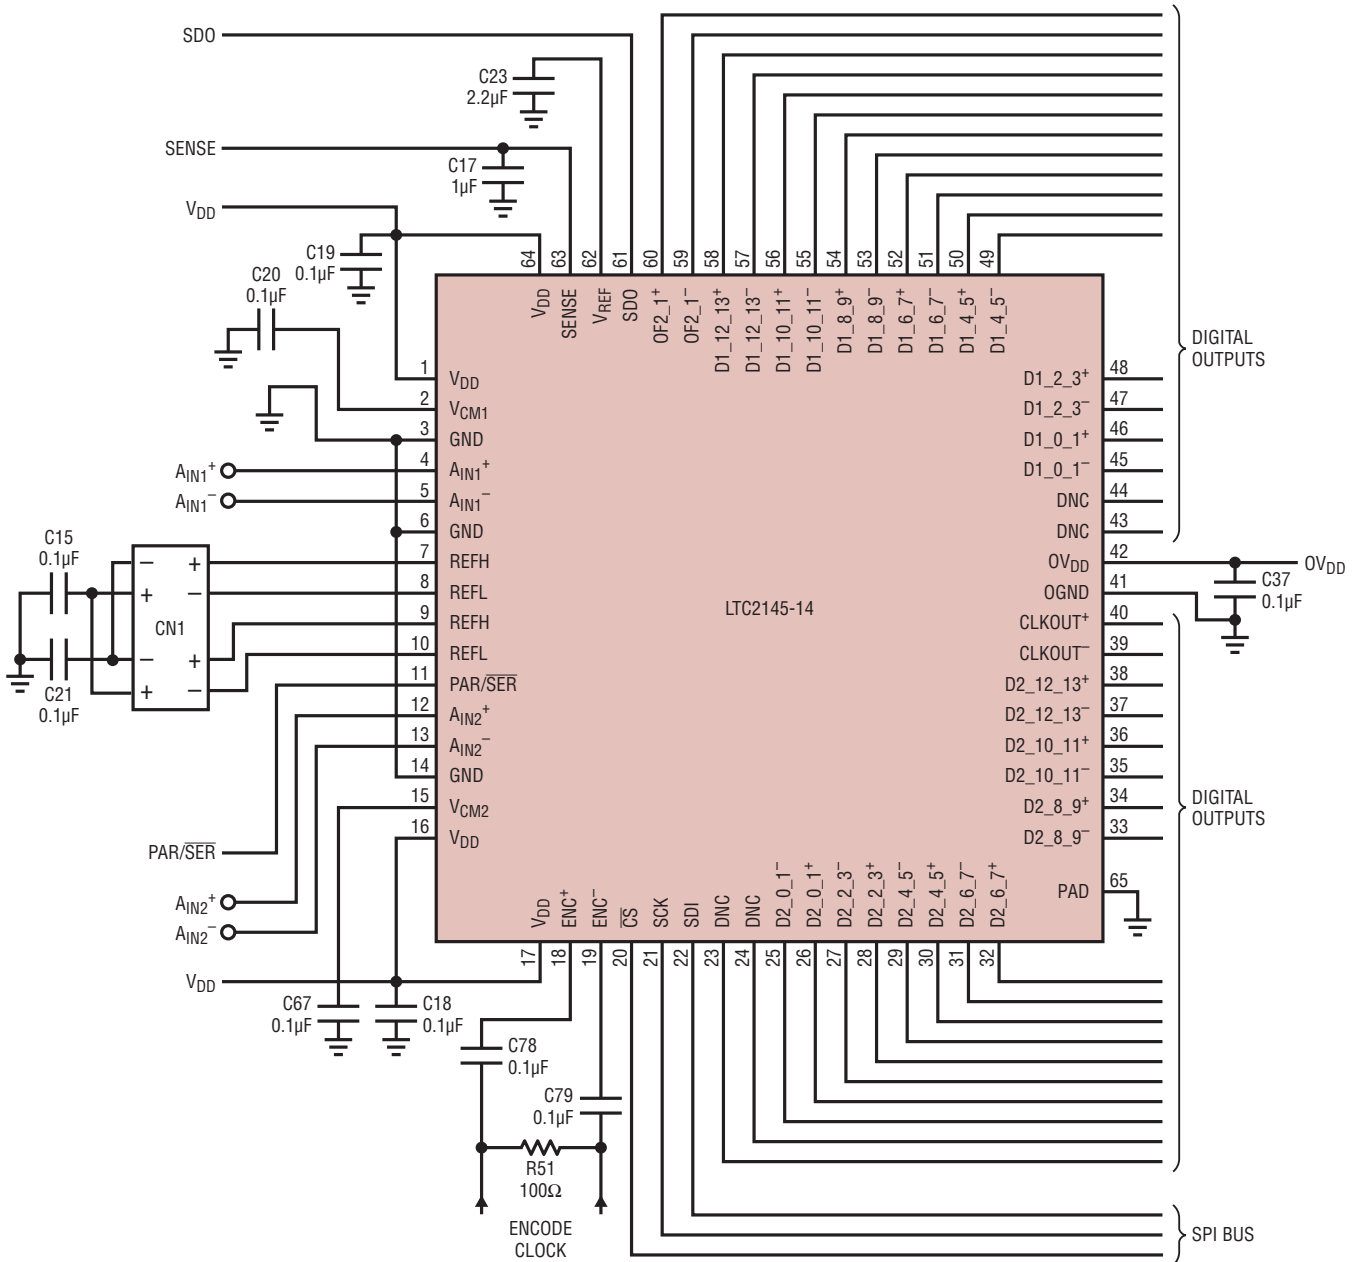 SDO
C23
2.2µF
SENSE
C17
1µF
VDD
C19
0.1µF
C20
0.1µF
64 63 62 61 60 59 58 57 56 55 54 53 52 51 50 49
VDD SENSE VREF SDO OF2_1+ OF2_1– D1_12_13+ D1_12_13– D1_10_11+ D1_10_11– D1_8_9+ D1_8_9– D1_6_7+ D1_6_7– D1_4_5+ D1_4_5–
DIGITAL
OUTPUTS
1 VDD
2 VCM1
3 GND
AIN1+ 4 AIN1+
AIN1– 5 AIN1–
6 GND
7 REFH
8 REFL
9 REFH
10 REFL
11 PAR/SER
12 AIN2+
13 AIN2–
14 GND
15 VCM2
16 VDD
C15
0.1µF
– +
+ –
CN1
– +
+ –
C21
0.1µF
LTC2145-14
D1_2_3+ 48
D1_2_3– 47
D1_0_1+ 46
D1_0_1– 45
DNC 44
DNC 43
OVDD 42 OVDD
OGND 41
C37
0.1µF
CLKOUT+ 40
CLKOUT– 39
D2_12_13+ 38
D2_12_13– 37
D2_10_11+ 36
D2_10_11– 35
D2_8_9+ 34
D2_8_9– 33
PAD 65
DIGITAL
OUTPUTS
PAR/SER
AIN2+
AIN2–
VDD
VDD ENC+ ENC– CS SCK SDI DNC DNC D2_0_1– D2_0_1+ D2_2_3– D2_2_3+ D2_4_5– D2_4_5+ D2_6_7– D2_6_7+
17 18 19 20 21 22 23 24 25 26 27 28 29 30 31 32
C67
0.1µF
C18
0.1µF
C78
0.1µF
C79
0.1µF
R51
100Ω
ENCODE
CLOCK
SPI BUS